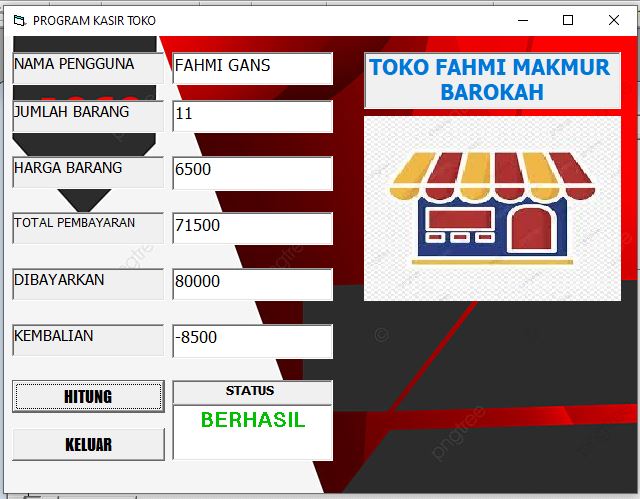 PROGRAM KASIR TOKO
NAMA PENGGUNA
FAHMI GANS
JUMLAH BARANG
11
HARGA BARANG
6500
TOTAL PEMBAYARAN
71500
DIBAYARKAN
80000
KEMBALIAN
-8500
HITUNG
KELUAR
STATUS
BERHASIL
TOKO FAHMI MAKMUR
BAROKAH
pngtree
pngtree
pngtree